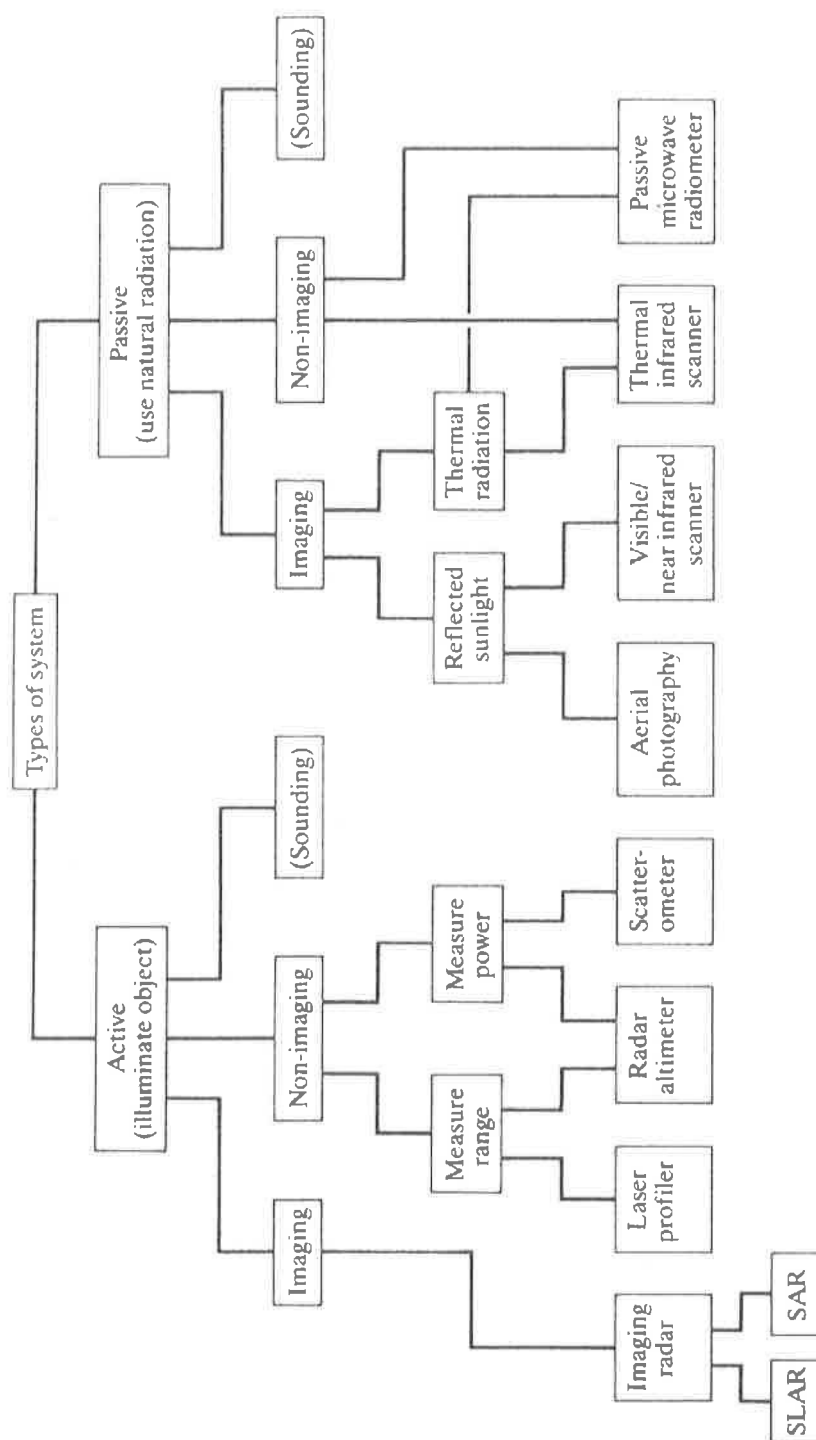 Types of system
Active
(illuminate object)
Passive
(use natural radiation)
Imaging
Non-imaging
(Sounding)
Imaging
Non-imaging
(Sounding)
Measure
range
Measure
power
Reflected
sunlight
Thermal
radiation
Imaging
radar
Laser
profiler
Radar
altimeter
Scatter-
ometer
Aerial
photography
Visible/
near infrared
scanner
Thermal
infrared
scanner
Passive
microwave
radiometer
SLAR
SAR